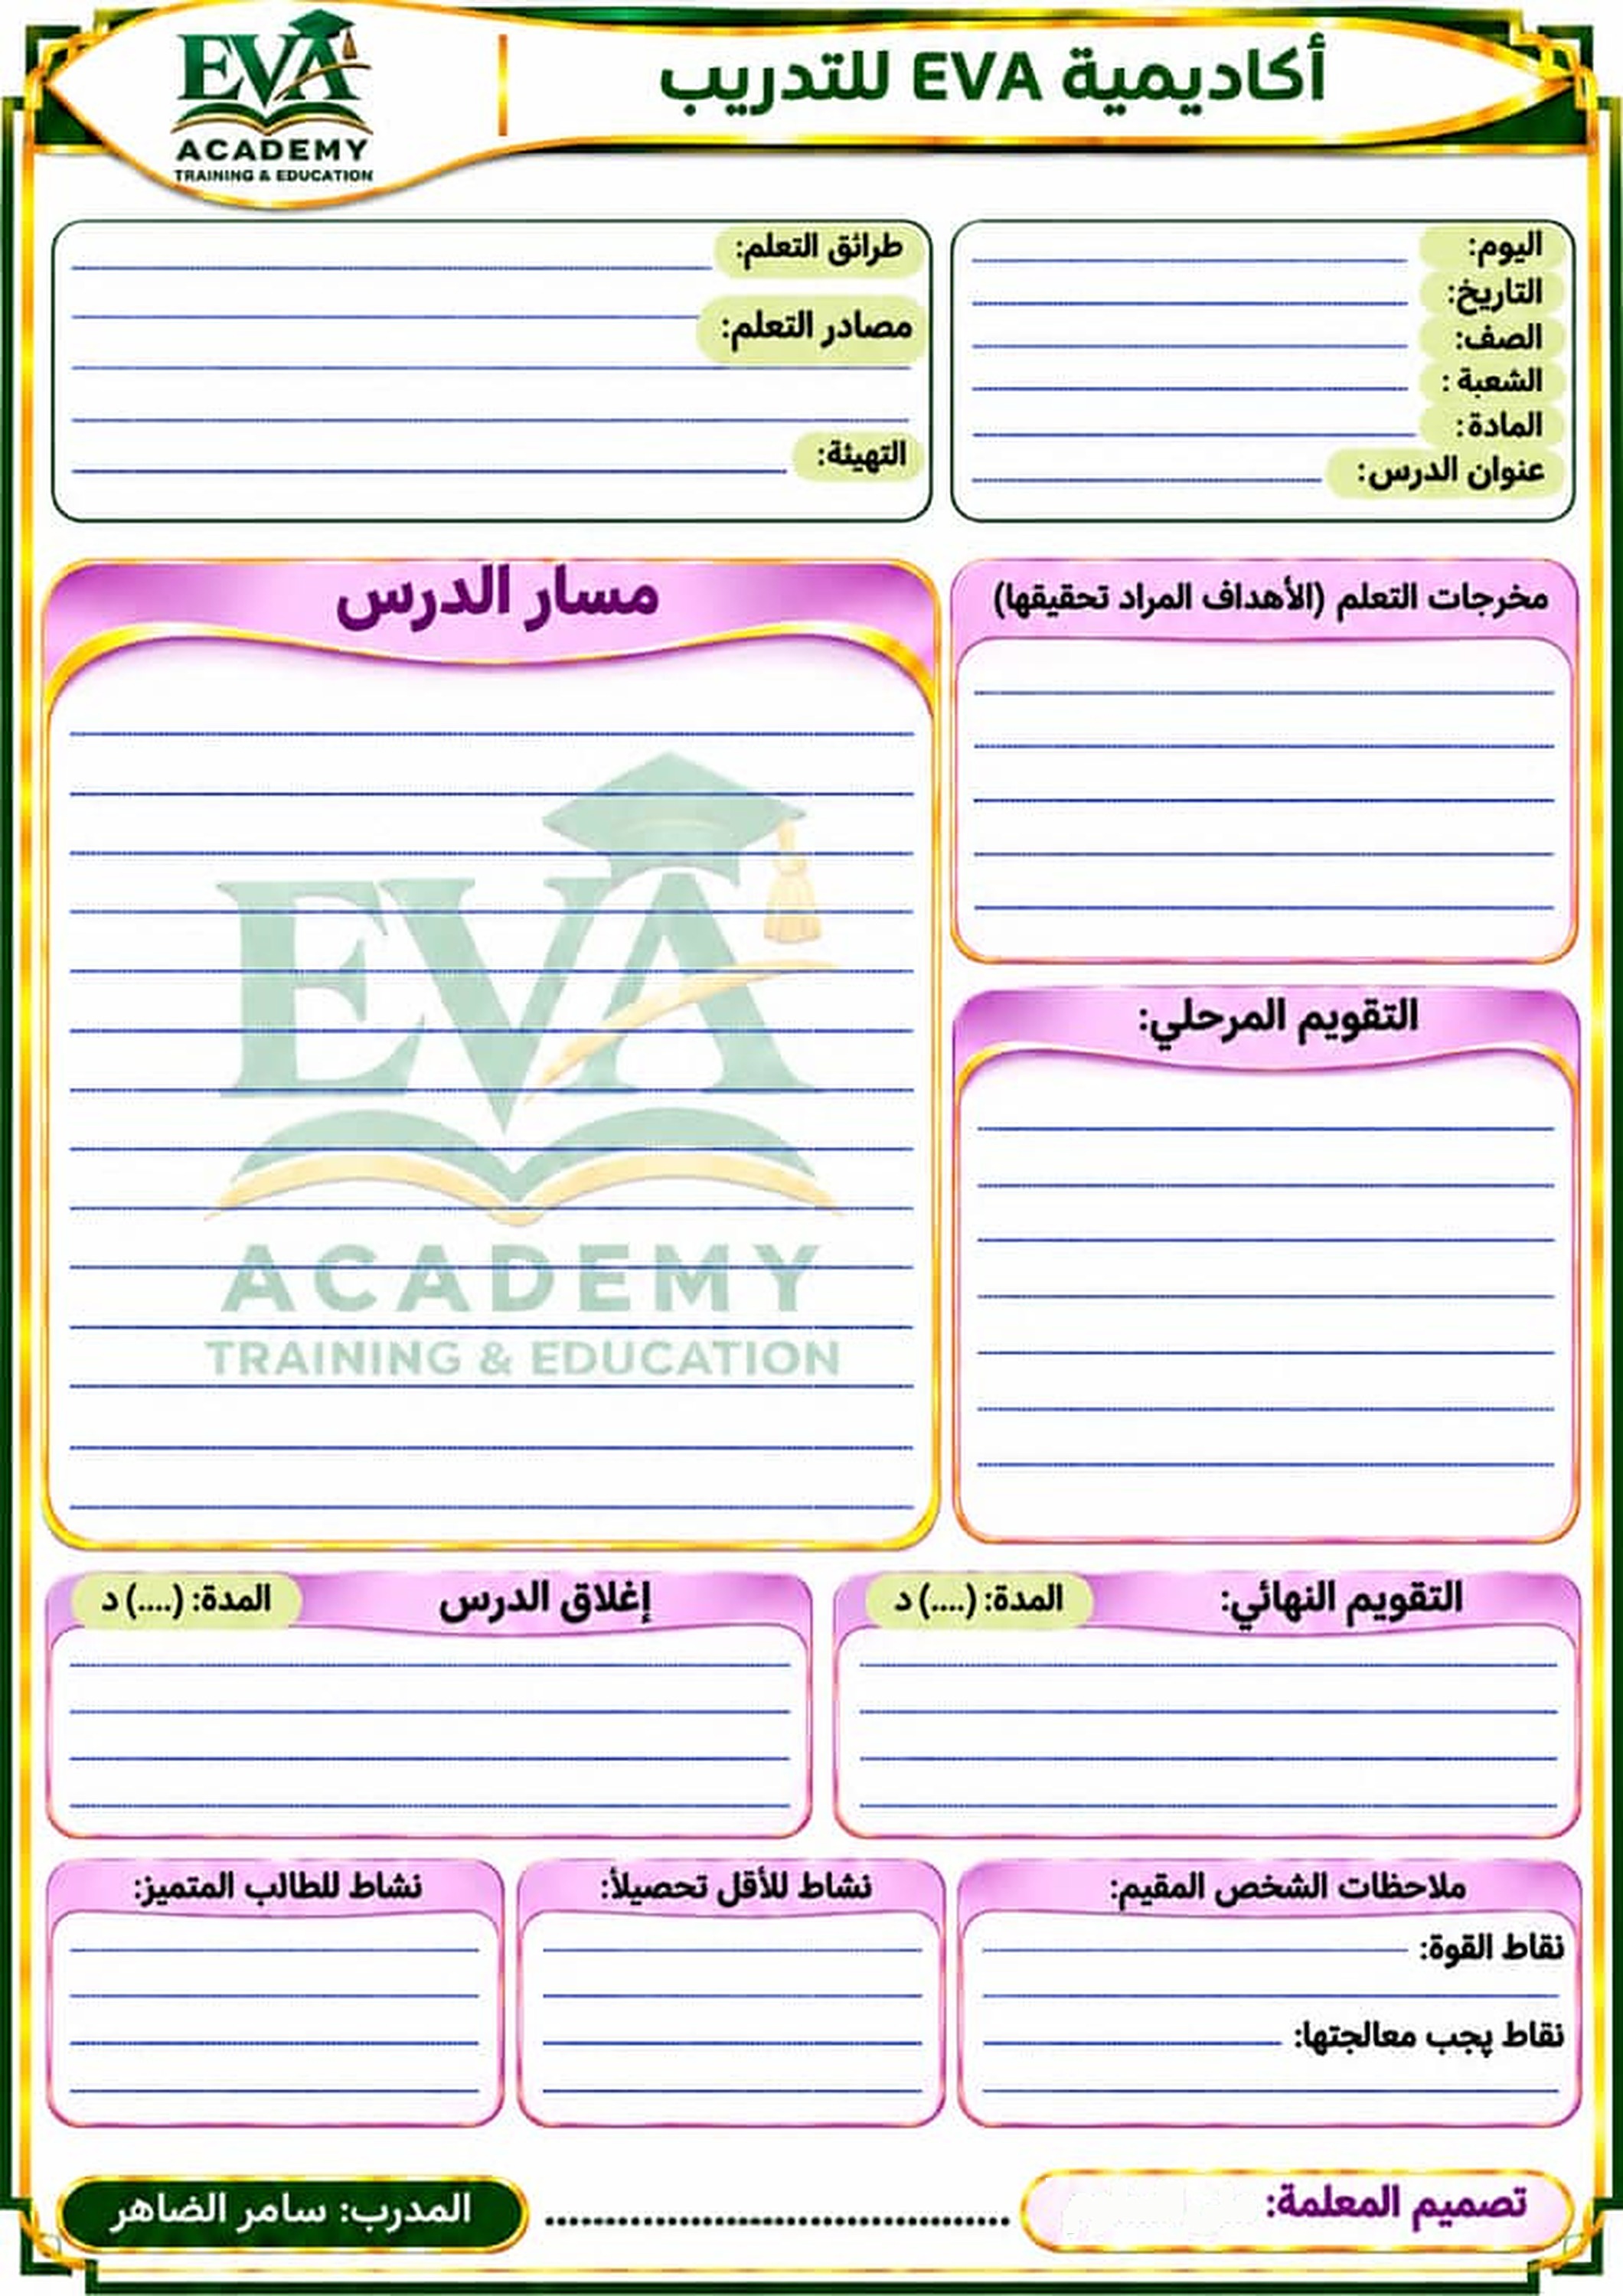 أكاديمية EVA للتدريب
EVA
ACADEMY
TRAINING & EDUCATION
اليوم:
التاريخ:
الصف:
الشعبة :
المادة:
عنوان الدرس:
طرائق التعلم:
مصادر التعلم:
التهيئة:
مخرجات التعلم (الأهداف المراد تحقيقها)
مسار الدرس
EVA
ACADEMY
TRAINING & EDUCATION
التقويم المرحلي:
التقويم النهائي:
المدة: (....) د
إغلاق الدرس
المدة: (....) د
ملاحظات الشخص المقيم:
نقاط القوة:
نقاط يجب معالجتها:
نشاط للأقل تحصيلاً:
نشاط للطالب المتميز:
تصميم المعلمة:
المدرب: سامر الضاهر